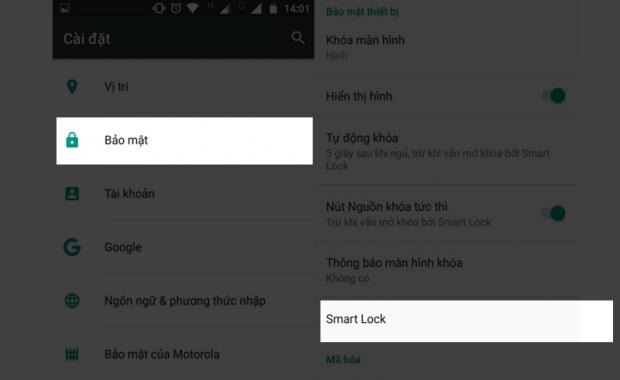 H G 14:01
Cài đặt
Vị trí
Bảo mật
Tài khoản
Google
Ngôn ngữ & phương thức nhập
Bảo mật của Motorola
Bảo mật thiết bị
Khóa màn hình
Hình
Hiển thị hình
Tự động khóa
5 giây sau khi ngủ, trừ khi vẫn mở khóa bởi Smart
Lock
Nút Nguồn khóa tức thì
Trừ khi vẫn mở khóa bởi Smart Lock
Thông báo màn hình khóa
Không có
Smart Lock
Mã hóa